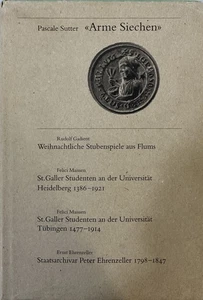 Pascale Sutter «Arme Siechen»
Rudolf Gadient
Weihnachtliche Stubenspiele aus Flums
Felici Maissen
St.Galler Studenten an der Universität
Heidelberg 1386–1921
Felici Maissen
St.Galler Studenten an der Universität
Tübingen 1477–1914
Ernst Ehrenzeller
Staatsarchivar Peter Ehrenzeller 1798–1847